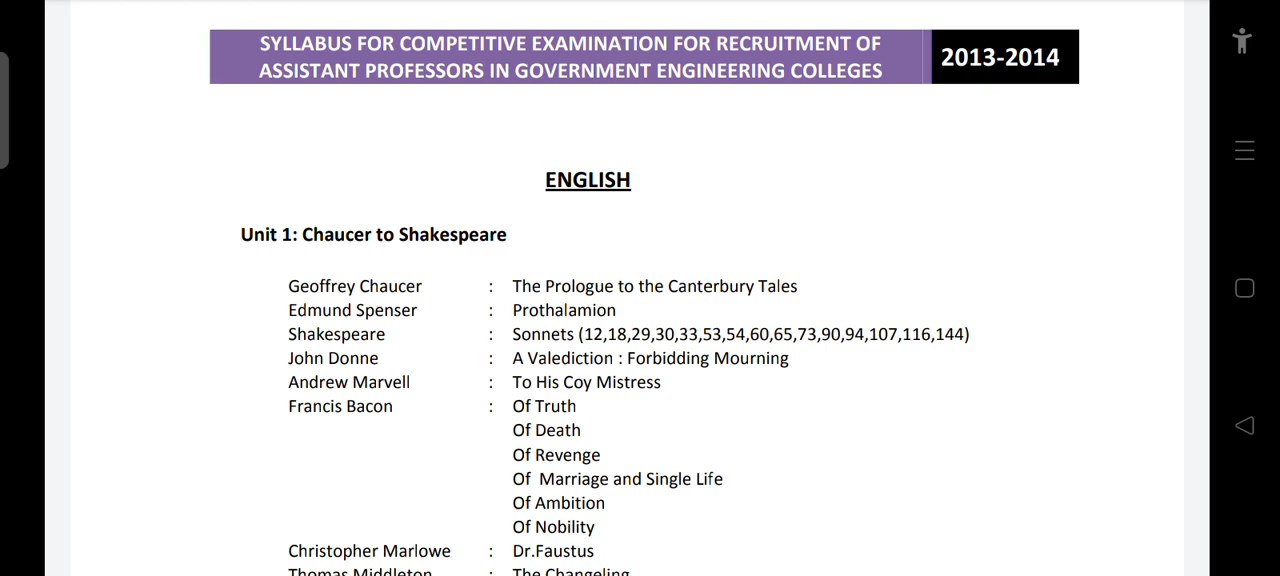 SYLLABUS FOR COMPETITIVE EXAMINATION FOR RECRUITMENT OF
ASSISTANT PROFESSORS IN GOVERNMENT ENGINEERING COLLEGES
2013-2014
ENGLISH
Unit 1: Chaucer to Shakespeare
Geoffrey Chaucer : The Prologue to the Canterbury Tales
Edmund Spenser : Prothalamion
Shakespeare : Sonnets (12,18,29,30,33,53,54,60,65,73,90,94,107,116,144)
John Donne : A Valediction : Forbidding Mourning
Andrew Marvell : To His Coy Mistress
Francis Bacon : Of Truth
Of Death
Of Revenge
Of Marriage and Single Life
Of Ambition
Of Nobility
Christopher Marlowe : Dr.Faustus
Thomas Middleton : The Changeling